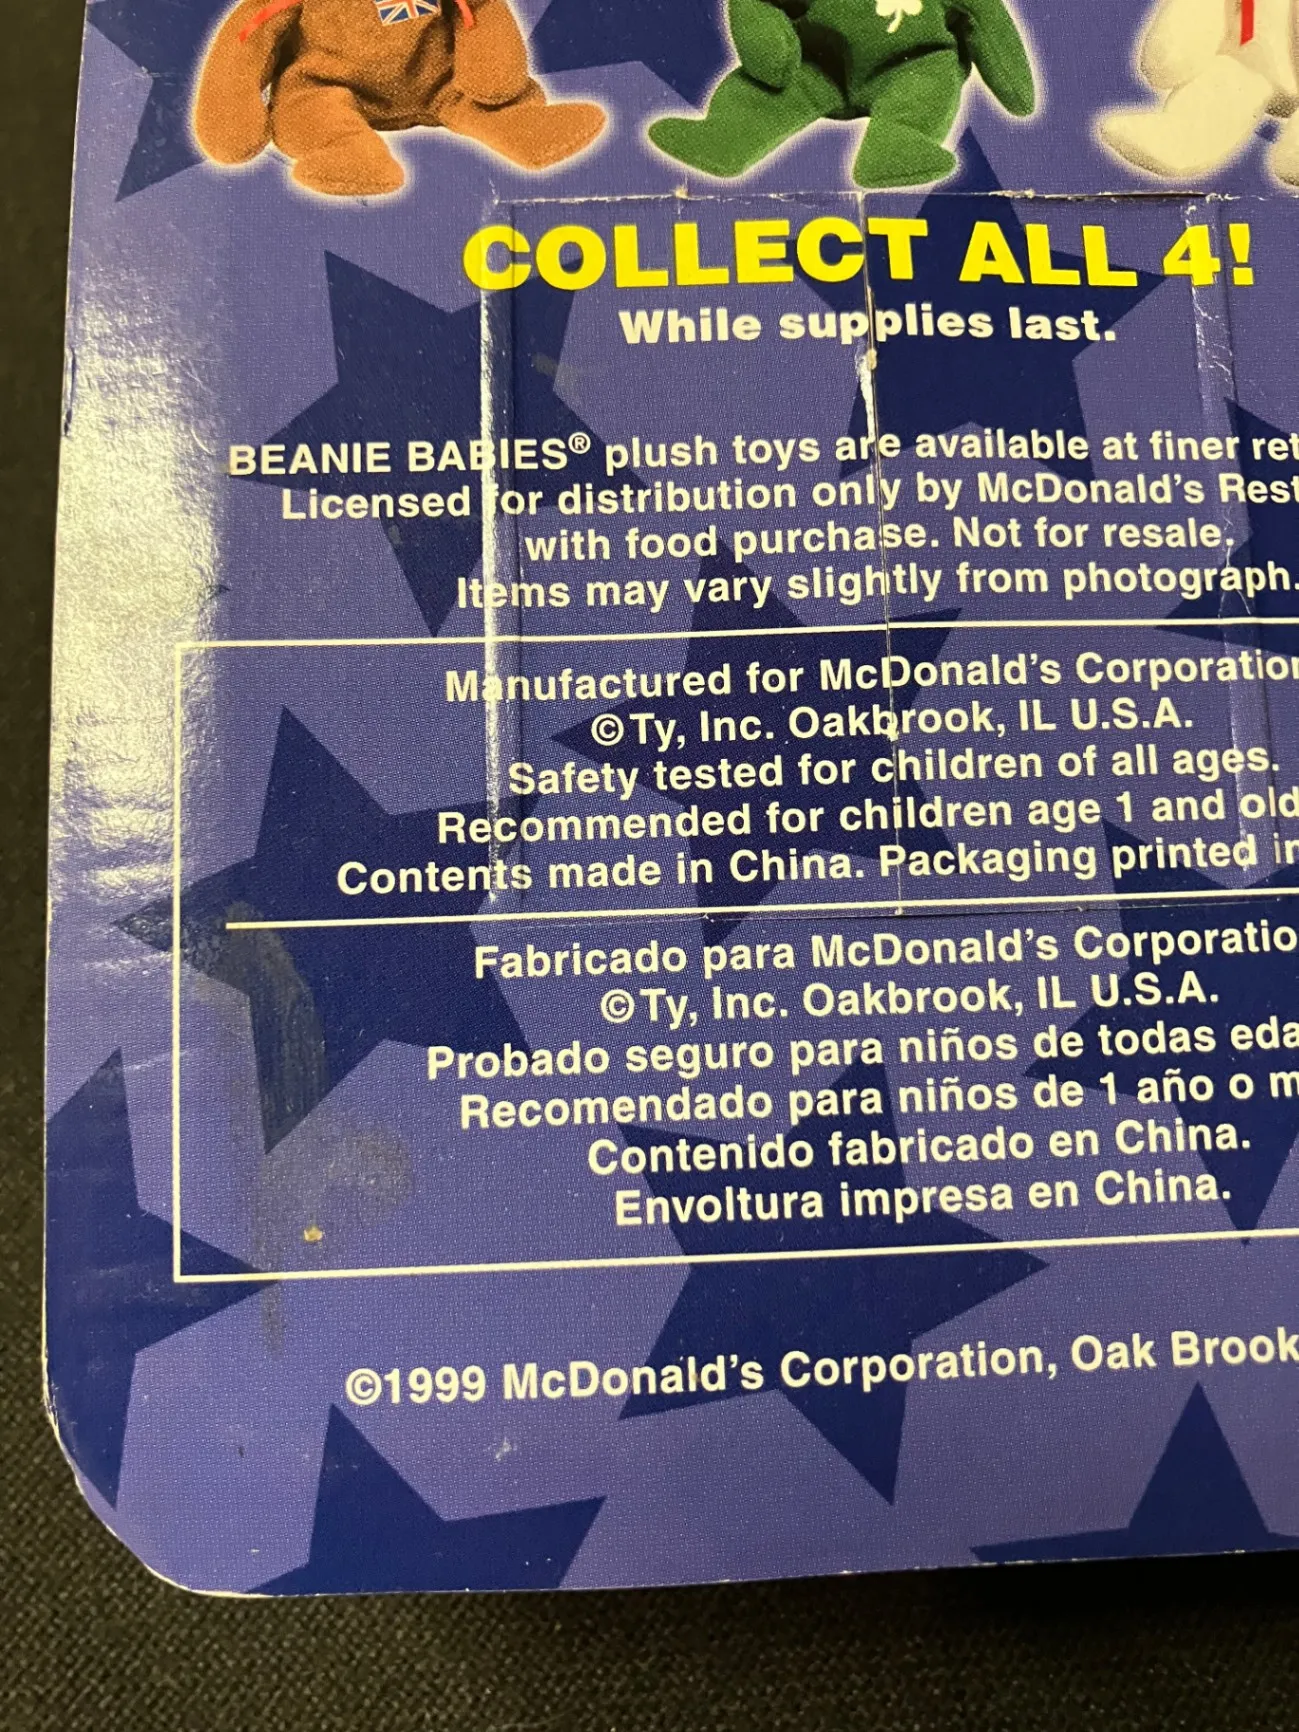 COLLECT ALL 4!
While supplies last.
BEANIE BABIES® plush toys are available at finer
Licensed for distribution only by McDonald's
with food purchase. Not for resale.
Items may vary slightly from photograph.
Manufactured for McDonald's Corporation
©Ty, Inc. Oakbrook, IL U.S.A.
Safety tested for children of all ages.
Recommended for children age 1 and
Contents made in China. Packaging printed in
Fabricado para McDonald's Corporatio
©Ty, Inc. Oakbrook, IL U.S.A.
Probado seguro para niños de todas
Recomendado para niños de 1 año o
Contenido fabricado en China.
Envoltura impresa en China.
©1999 McDonald's Corporation, Oak Brook